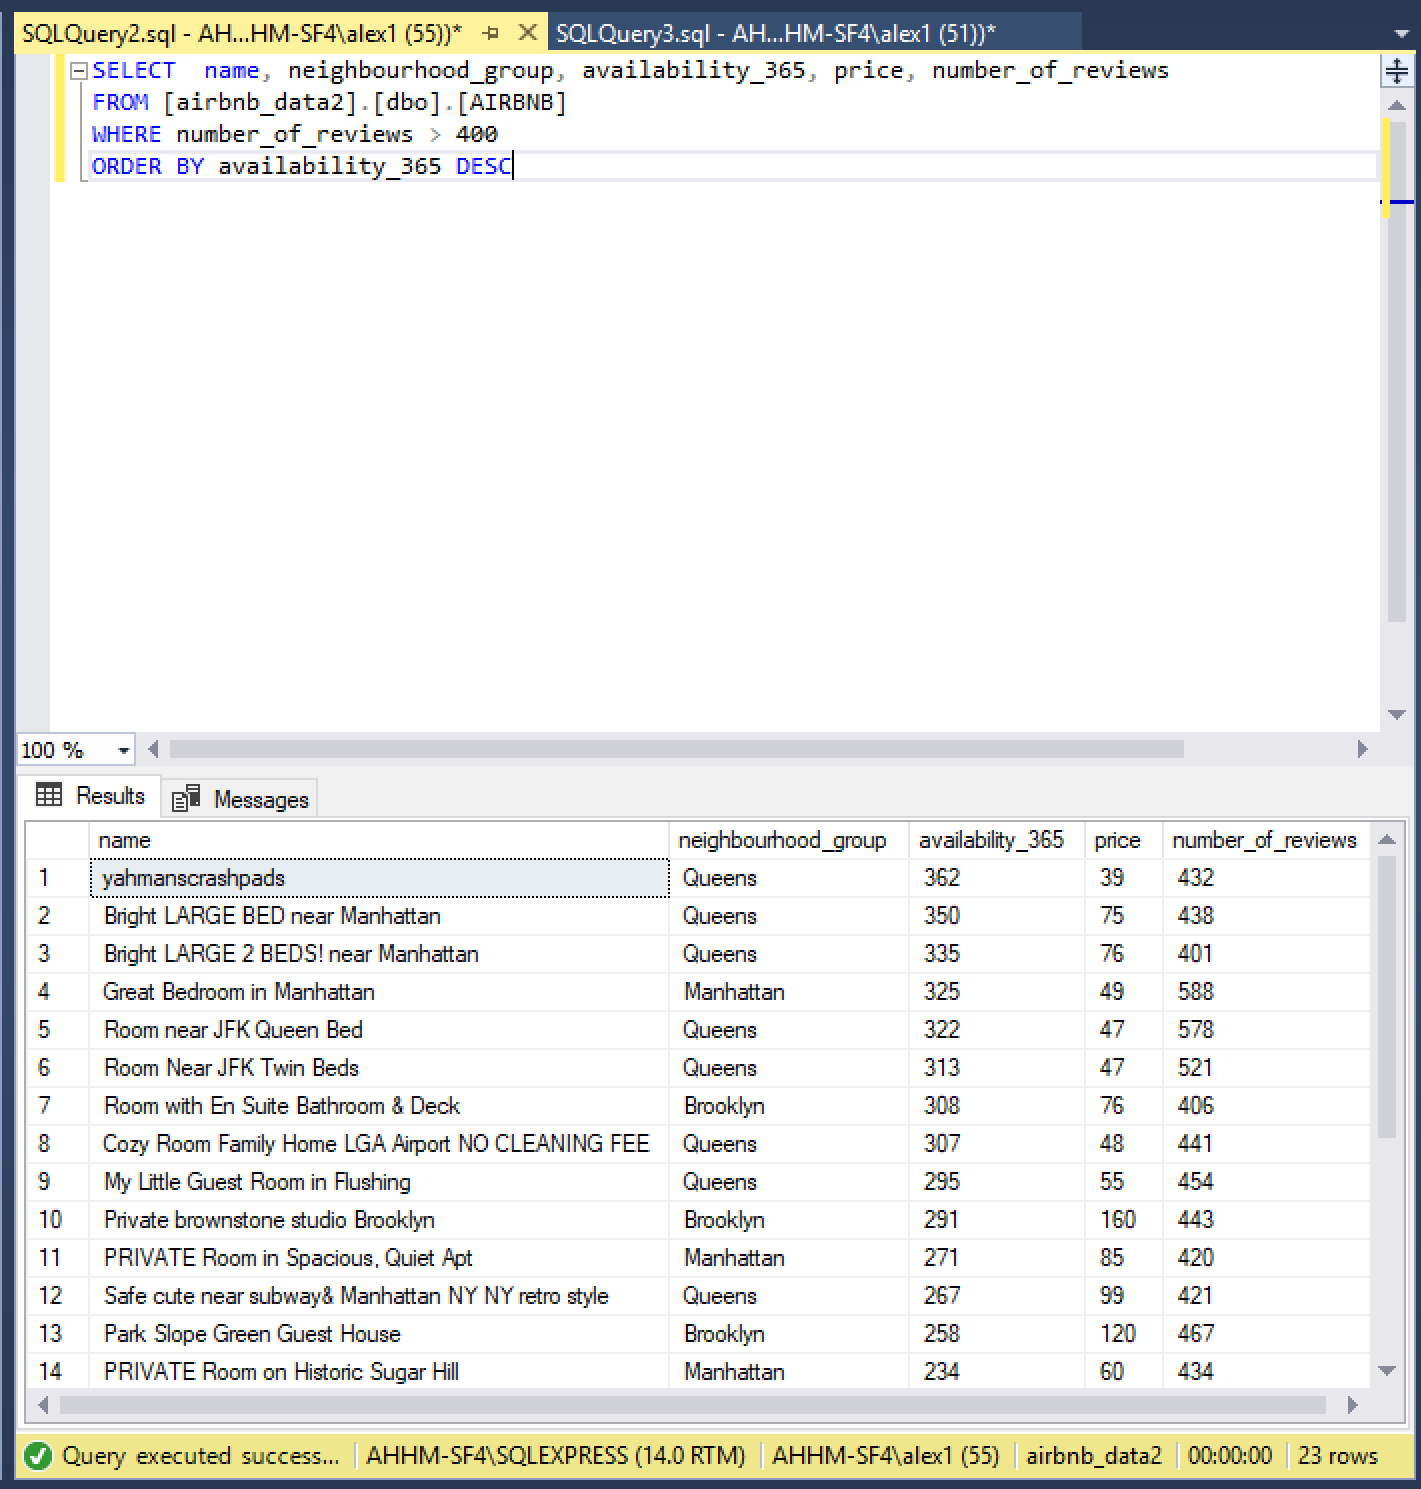 SQLQuery2.sql - AH...HM-SF4\alex1 (55))* SQLQuery3.sql - AH...HM-SF4\alex1 (51))*
SELECT  name, neighbourhood_group, availability_365, price, number_of_reviews
FROM [airbnb_data2].[dbo].[AIRBNB]
WHERE number_of_reviews > 400
ORDER BY availability_365 DESC
100 %
Results Messages
name neighbourhood_group availability_365 price number_of_reviews
1 yahmanscrashpads Queens 362 39 432
2 Bright LARGE BED near Manhattan Queens 350 75 438
3 Bright LARGE 2 BEDS! near Manhattan Queens 335 76 401
4 Great Bedroom in Manhattan Manhattan 325 49 588
5 Room near JFK Queen Bed Queens 322 47 578
6 Room Near JFK Twin Beds Queens 313 47 521
7 Room with En Suite Bathroom & Deck Brooklyn 308 76 406
8 Cozy Room Family Home LGA Airport NO CLEANING FEE Queens 307 48 441
9 My Little Guest Room in Flushing Queens 295 55 454
10 Private brownstone studio Brooklyn Brooklyn 291 160 443
11 PRIVATE Room in Spacious, Quiet Apt Manhattan 271 85 420
12 Safe cute near subway& Manhattan NY NY retro style Queens 267 99 421
13 Park Slope Green Guest House Brooklyn 258 120 467
14 PRIVATE Room on Historic Sugar Hill Manhattan 234 60 434
Query executed success... AHHM-SF4\SQLEXPRESS (14.0 RTM) AHHM-SF4\alex1 (55) airbnb_data2 00:00:00 23 rows